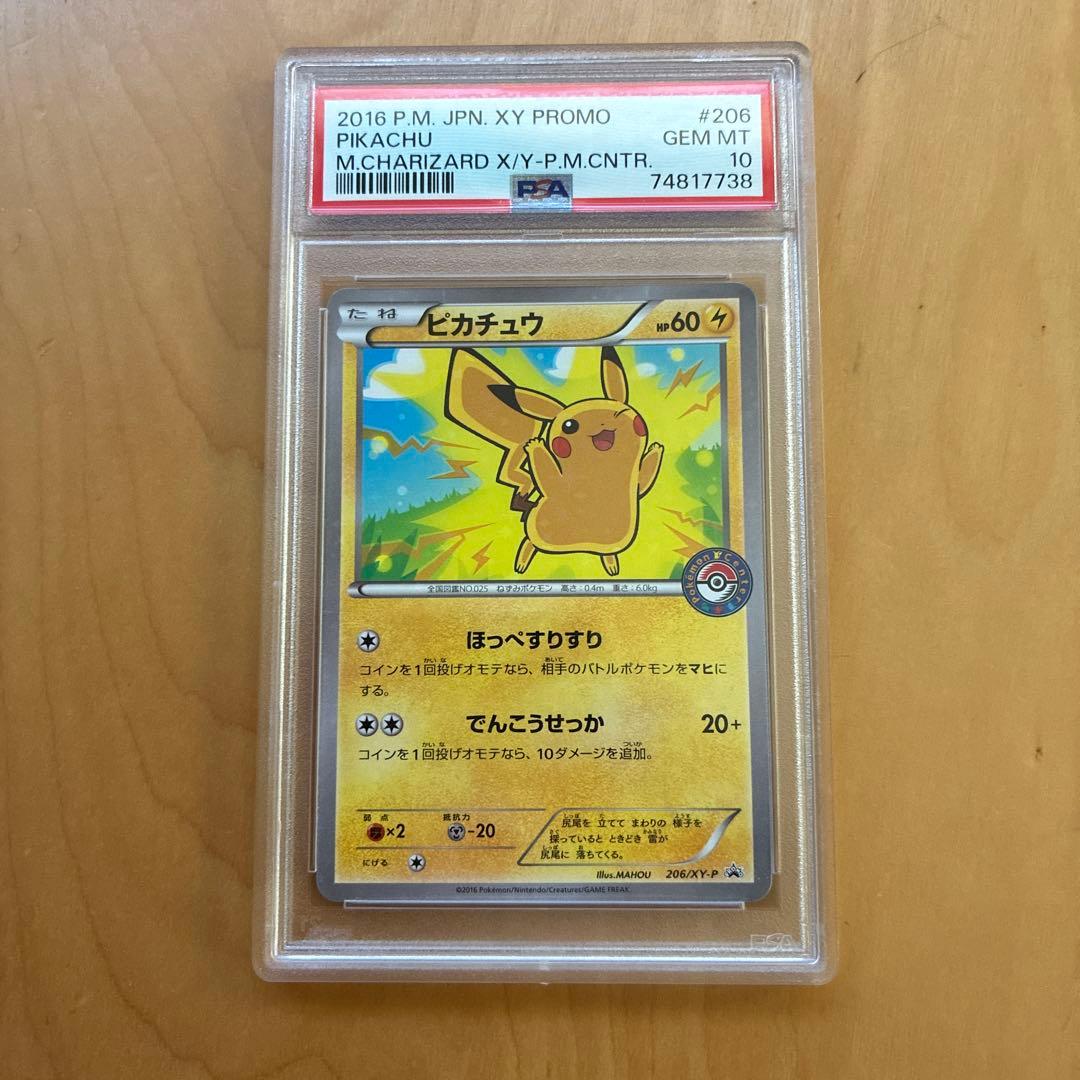 2016 P.M. JPN. XY PROMO #206
PIKACHU GEM MT
M.CHARIZARD X/Y-P.M.CNTR. 10
PSA 74817738
たね ピカチュウ HP60
Pokémon Center
全国図鑑NO.025 ねずみポケモン 高さ:0.4m 重さ:6.0kg
ほっぺすりすり
コインを1回投げオモテなら、相手のバトルポケモンをマヒに
する。
でんこうせっか 20+
コインを1回投げオモテなら、10ダメージを追加。
弱点 抵抗力
×2 -20
にげる
尻尾を 立てて まわりの 様子を
探っていると ときどき 雷が
尻尾に 落ちてくる。
Illus.MAHOU 206/XY-P
©2016 Pokémon/Nintendo/Creatures/GAME FREAK.
PSA